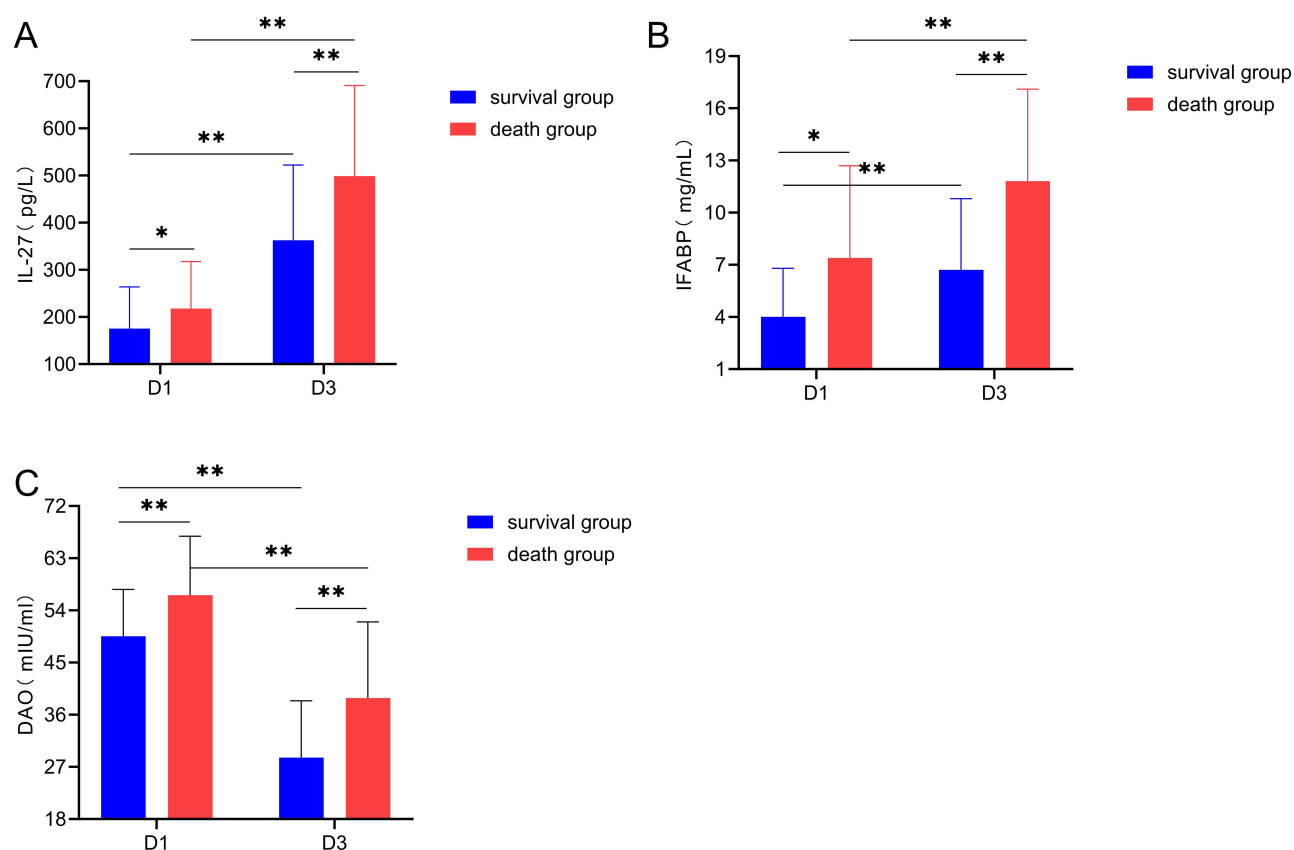 A
**
**
700
600
500
400
300
200
100
IL-27( pg/L)
**
*
D1
D3
survival group
death group
B
**
**
19
16
13
10
7
4
1
IFABP( mg/mL)
*
**
D1
D3
survival group
death group
C
**
**
72
63
54
45
36
27
18
DAO( mIU/ml)
**
**
D1
D3
survival group
death group